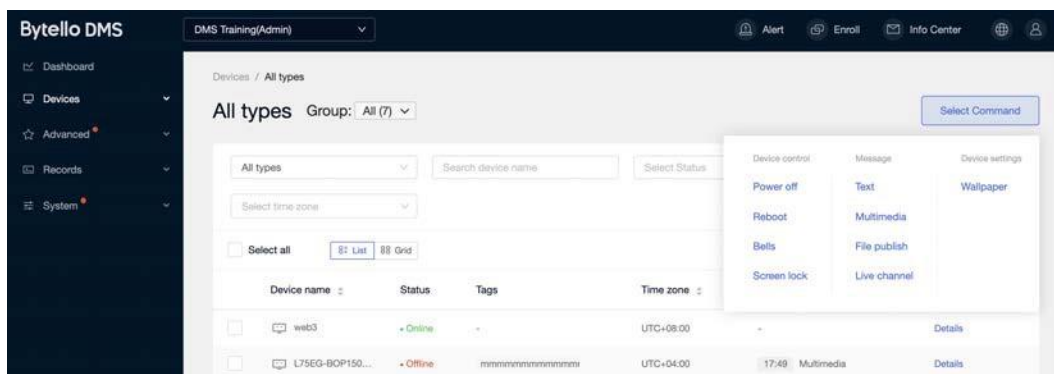 Bytello DMS
DMS Training(Admin)
Alert
Enroll
Info Center
Dashboard
Devices
Advanced
Records
System
Devices / All types
All types Group: All (7)
Select Command
All types
Search device name
Select Status
Select time zone
Device control
Power off
Reboot
Bells
Screen lock
Message
Text
Multimedia
File publish
Live channel
Device settings
Wallpaper
Select all
List
Grid
Device name Status Tags Time zone
web3 Online - UTC+08:00 - Details
L75EG-BOP150... Offline UTC+04:00 17:49 Multimedia Details